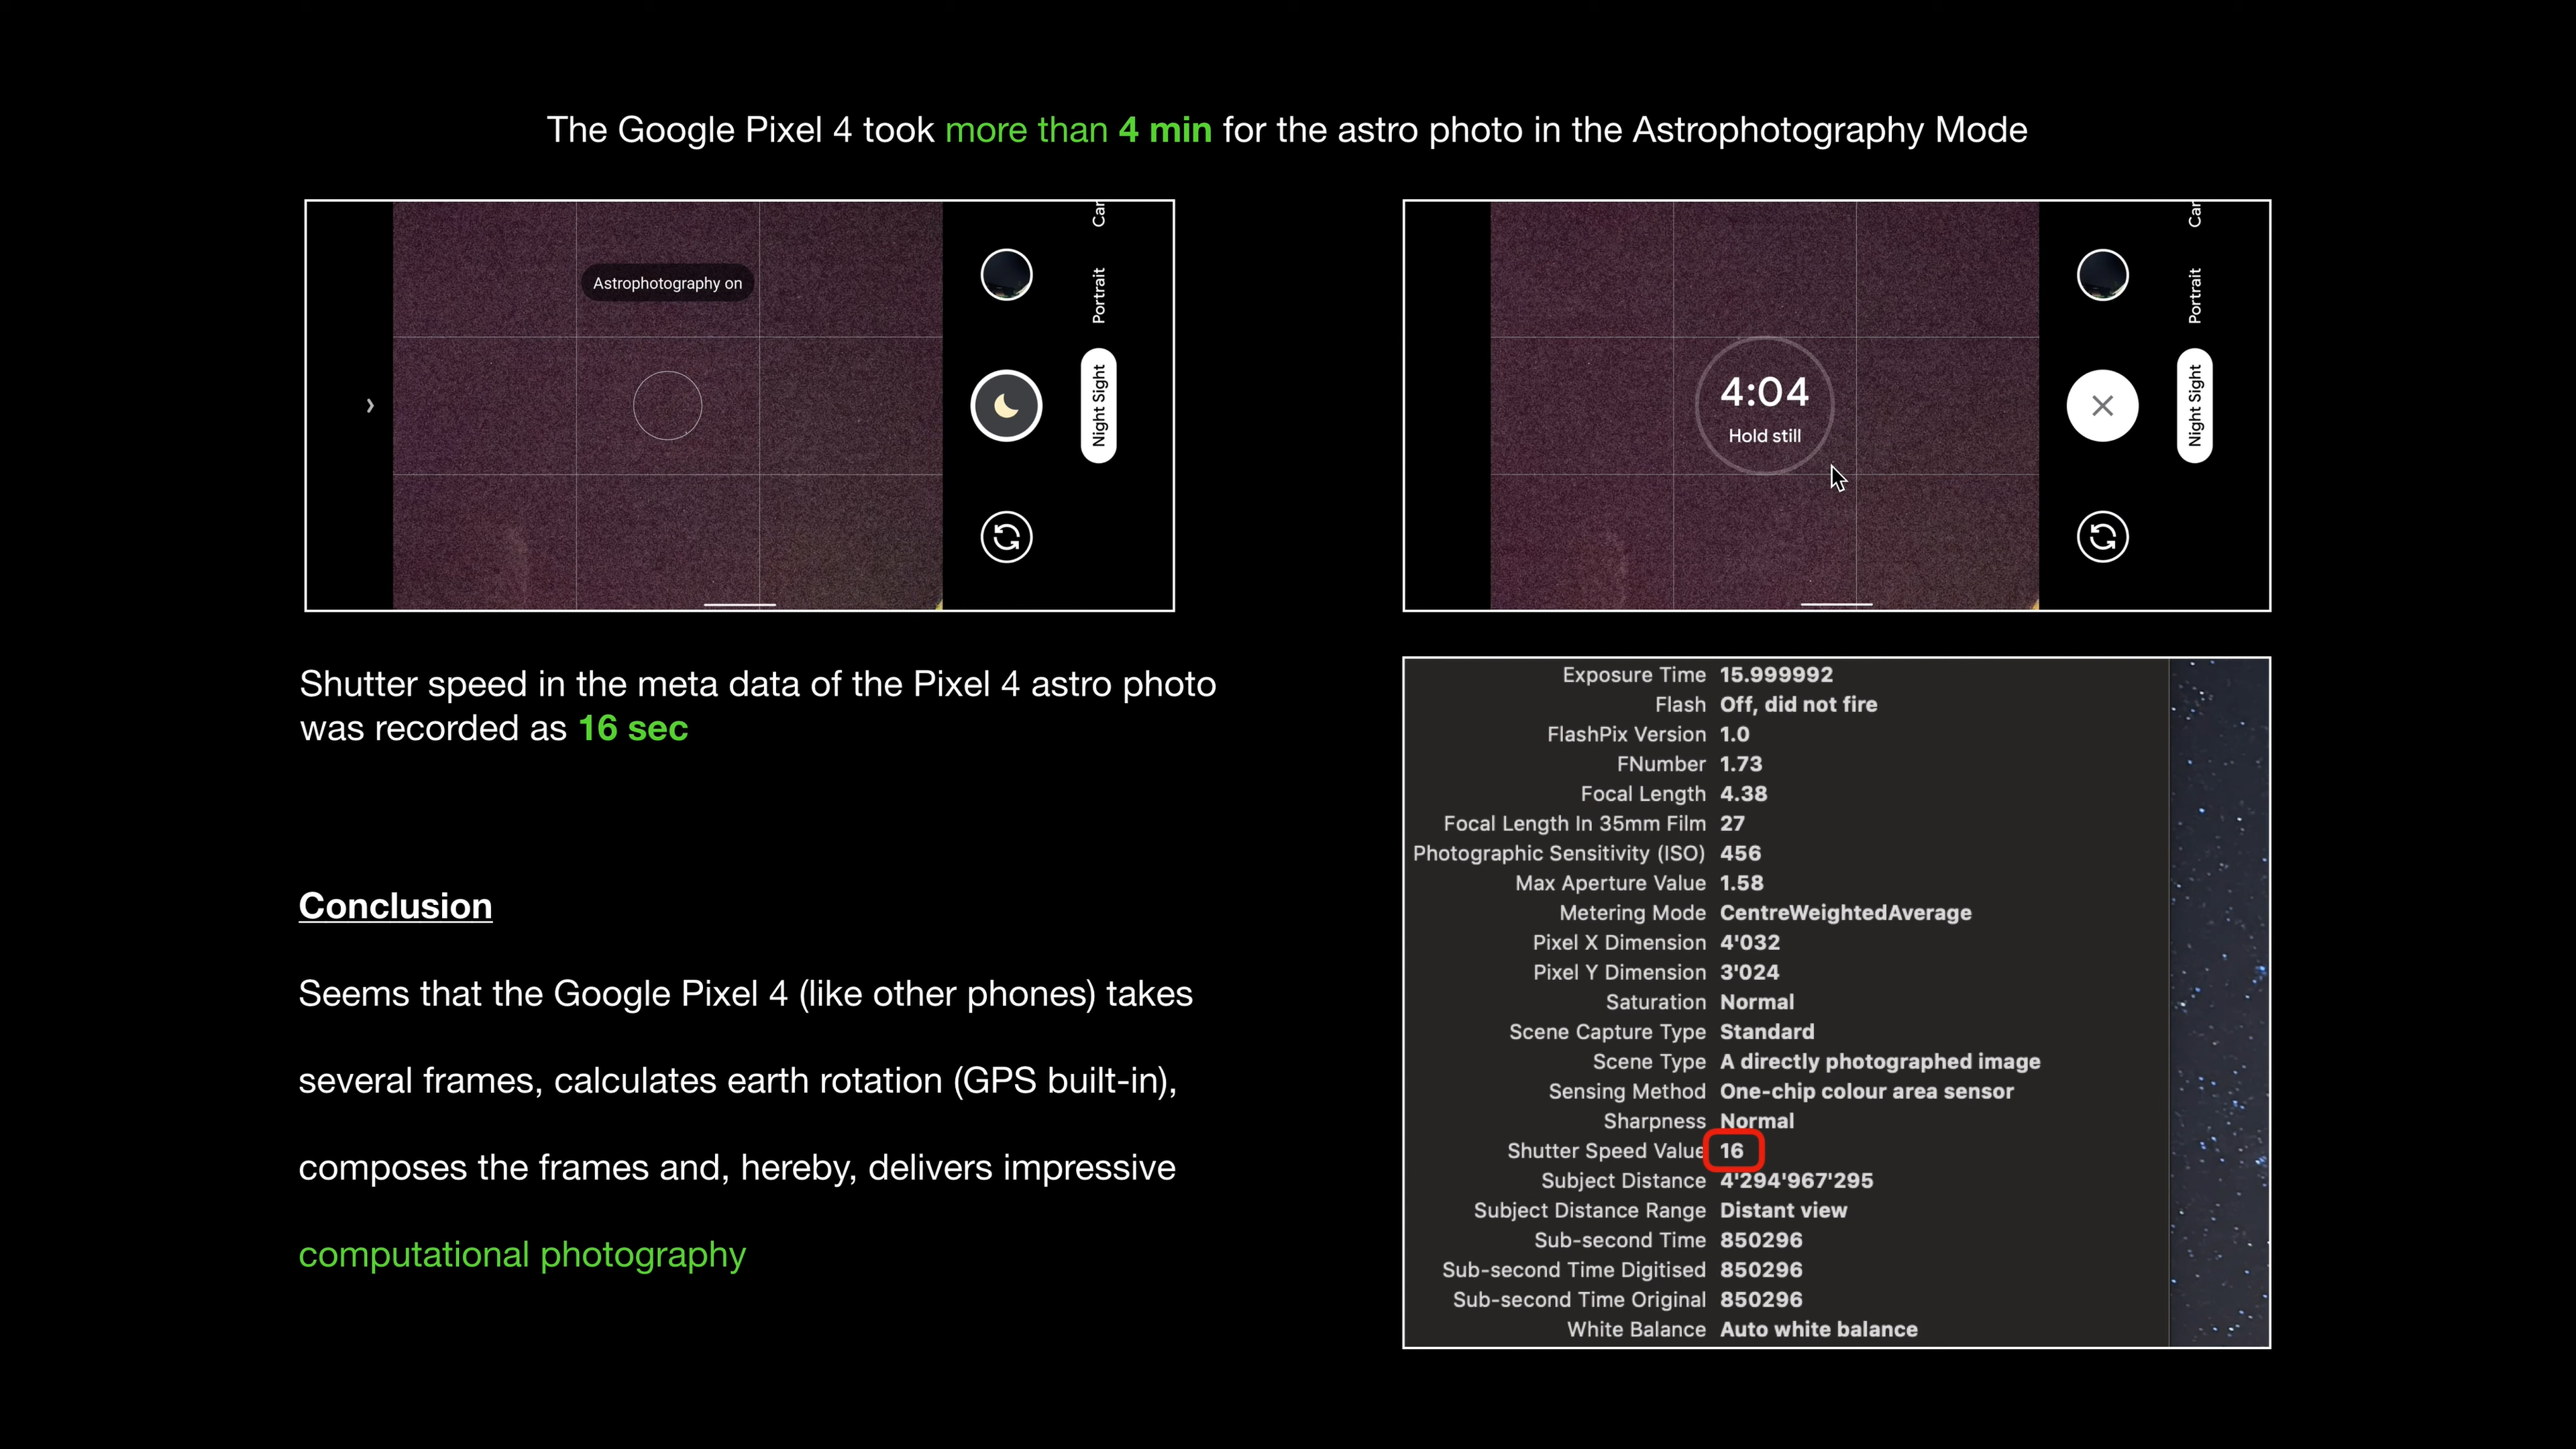 The Google Pixel 4 took more than 4 min for the astro photo in the Astrophotography Mode
Astrophotography on
Car
Portrait
Night Sight
4:04
Hold still
Car
Portrait
Night Sight
Shutter speed in the meta data of the Pixel 4 astro photo
was recorded as 16 sec
Conclusion
Seems that the Google Pixel 4 (like other phones) takes
several frames, calculates earth rotation (GPS built-in),
composes the frames and, hereby, delivers impressive
computational photography
Exposure Time 15.999992
Flash Off, did not fire
FlashPix Version 1.0
FNumber 1.73
Focal Length 4.38
Focal Length In 35mm Film 27
Photographic Sensitivity (ISO) 456
Max Aperture Value 1.58
Metering Mode CentreWeightedAverage
Pixel X Dimension 4'032
Pixel Y Dimension 3'024
Saturation Normal
Scene Capture Type Standard
Scene Type A directly photographed image
Sensing Method One-chip colour area sensor
Sharpness Normal
Shutter Speed Value 16
Subject Distance 4'294'967'295
Subject Distance Range Distant view
Sub-second Time 850296
Sub-second Time Digitised 850296
Sub-second Time Original 850296
White Balance Auto white balance